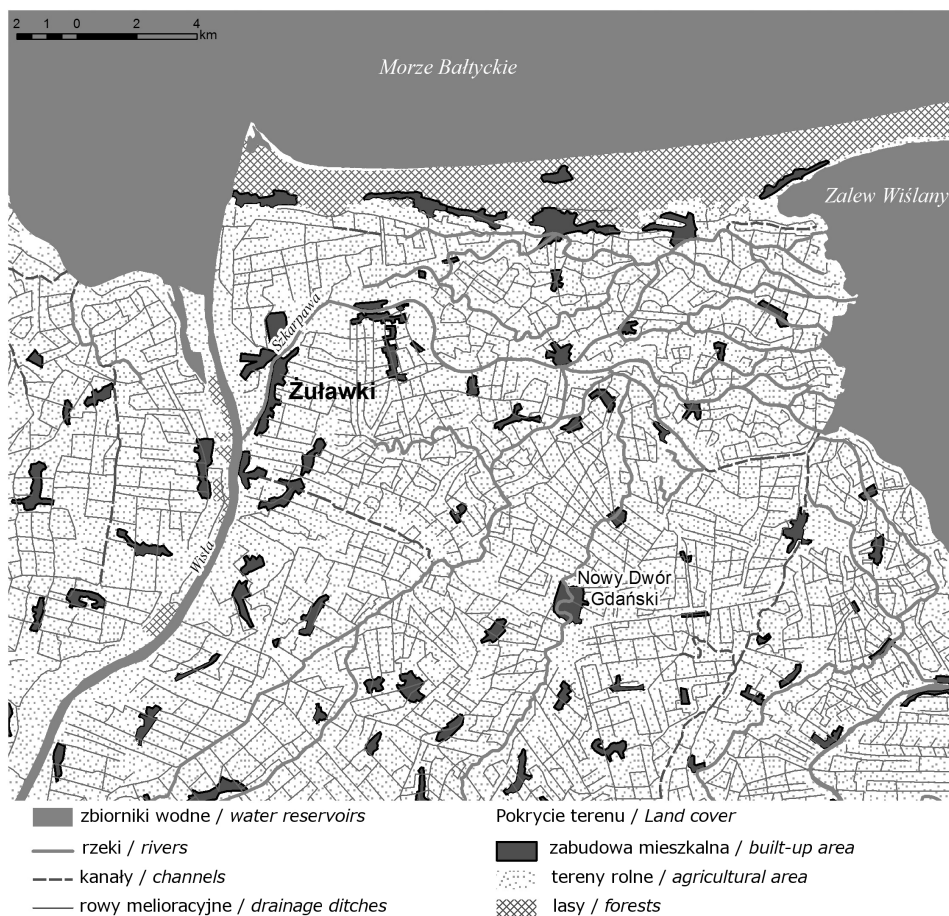 2 1 0 2 4
km
Morze Bałtyckie
Zalew Wiślany
Szkarpawa
Żuławki
Wisła
Nowy Dwór
Gdański
zbiorniki wodne / water reservoirs
rzeki / rivers
kanały / channels
rowy melioracyjne / drainage ditches
Pokrycie terenu / Land cover
zabudowa mieszkalna / built-up area
tereny rolne / agricultural area
lasy / forests